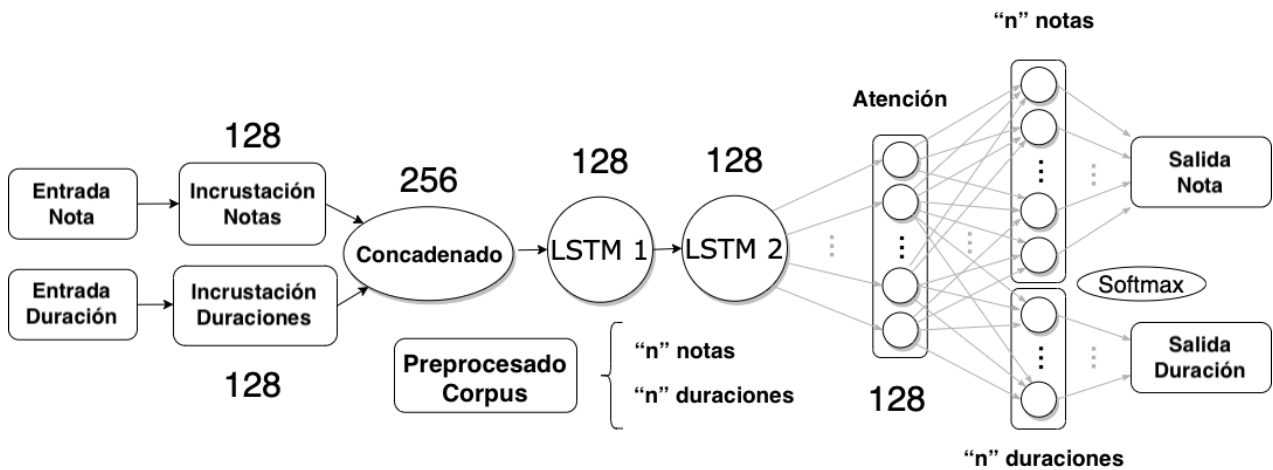 “n” notas
Atención
128
128
128
256
Entrada
Nota
Incrustación
Notas
Salida
Nota
Concadenado
LSTM 1
LSTM 2
Softmax
Entrada
Duración
Incrustación
Duraciones
Preprocesado
Corpus
“n” notas
“n” duraciones
Salida
Duración
128
128
“n” duraciones